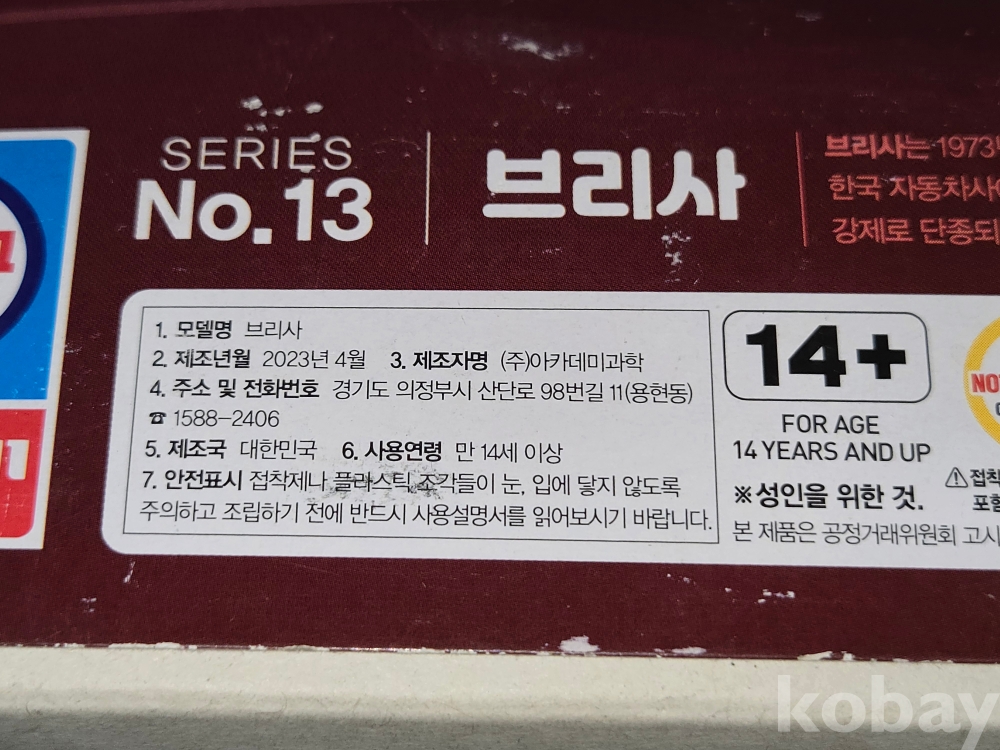 SERIES
No.13
브리사
브리사는 1973
한국 자동차사
강제로 단종되
1. 모델명 브리사
2. 제조년월 2023년 4월 3. 제조자명 (주)아카데미과학
4. 주소 및 전화번호 경기도 의정부시 산단로 98번길 11(용현동)
☎ 1588-2406
5. 제조국 대한민국 6. 사용연령 만 14세 이상
7. 안전표시 접착제나 플라스틱 조각들이 눈, 입에 닿지 않도록
주의하고 조립하기 전에 반드시 사용설명서를 읽어보시기 바랍니다.
14+
FOR AGE
14 YEARS AND UP
※성인을 위한 것.
본 제품은 공정거래위원회 고시
⚠접착
포함
kobay